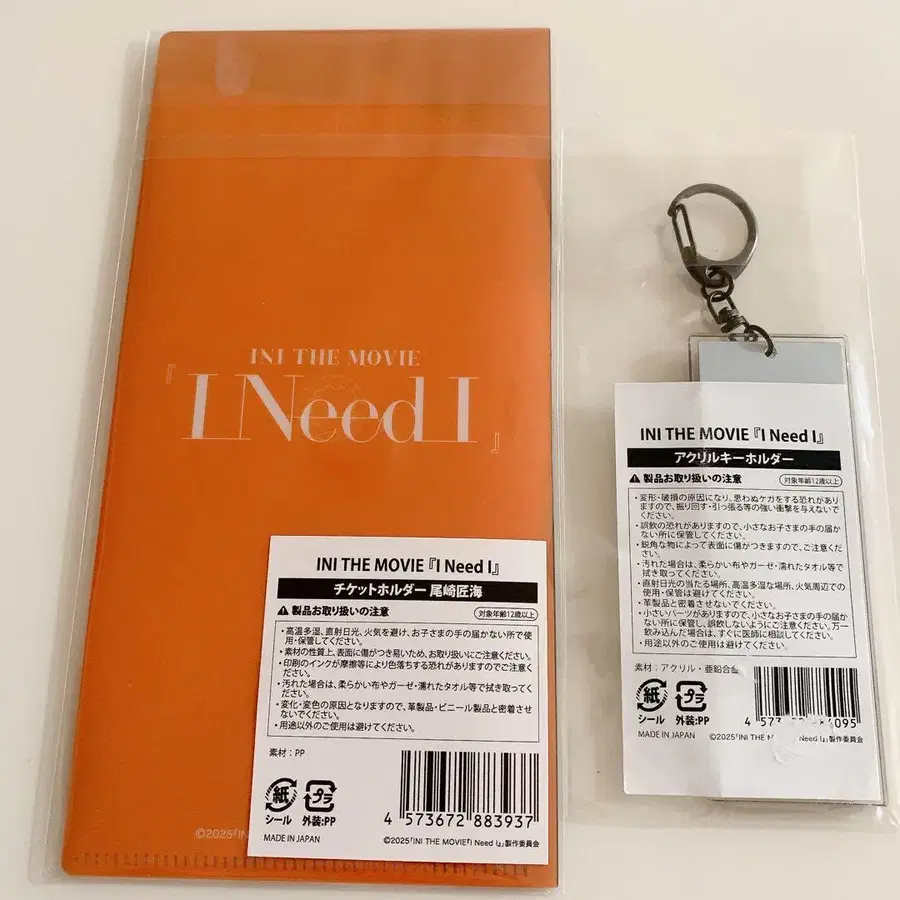 INI THE MOVIE
『I Need I』
INI THE MOVIE『I Need I』
チケットホルダー 尾崎匠海
製品お取り扱いの注意
対象年齢12歳以上
・高温多湿、直射日光、火気を避け、お子さまの手の届かない所で使
用・保管してください。
・素材の性質上、表面に傷がつき易いため、お取り扱いにご注意ください。
・印刷のインクが摩擦等により色落ちする恐れがありますのでご注意ください。
・汚れた場合は、柔らかい布やガーゼ・濡れたタオル等で拭き取ってく
ださい。
・変化・変色の原因となりますので、革製品・ビニール製品と密着させ
ないでください。
・用途以外のご使用は避けてください。
素材：PP
紙
シール
プラ
外装:PP
4 573672 883937
MADE IN JAPAN
©2025「INI THE MOVIE『I Need I』」製作委員会
©2025「INI
INI THE MOVIE『I Need I』
アクリルキーホルダー
製品お取り扱いの注意
対象年齢12歳以上
・変形・破損の原因になり、思わぬケガをする恐れがあり
ますので、振り回す・引っ張る等の強い衝撃を与えないで
ください。
・誤飲の恐れがありますので、小さなお子さまの手の届か
ない所に保管してください。
・鋭角な物によって表面に傷がつきますので、ご注意くださ
い。
・汚れた場合は、柔らかい布やガーゼ・濡れたタオル等で
拭き取ってください。
・直射日光の当たる場所、高温多湿な場所、火気周辺での
使用・保管は避けてください。
・革製品と密着させないでください。
・小さいパーツがありますので、小さなお子さまの手の届か
ない所に保管し、誤飲しないようにご注意ください。万一
飲み込んだ場合は、すぐに医師に相談してください。
・用途以外のご使用は避けてください。
素材：アクリル・亜鉛合金
紙
シール
プラ
外装:PP
MADE IN JAPAN
©2025「INI THE MOVIE『I Need I』」製作委員会